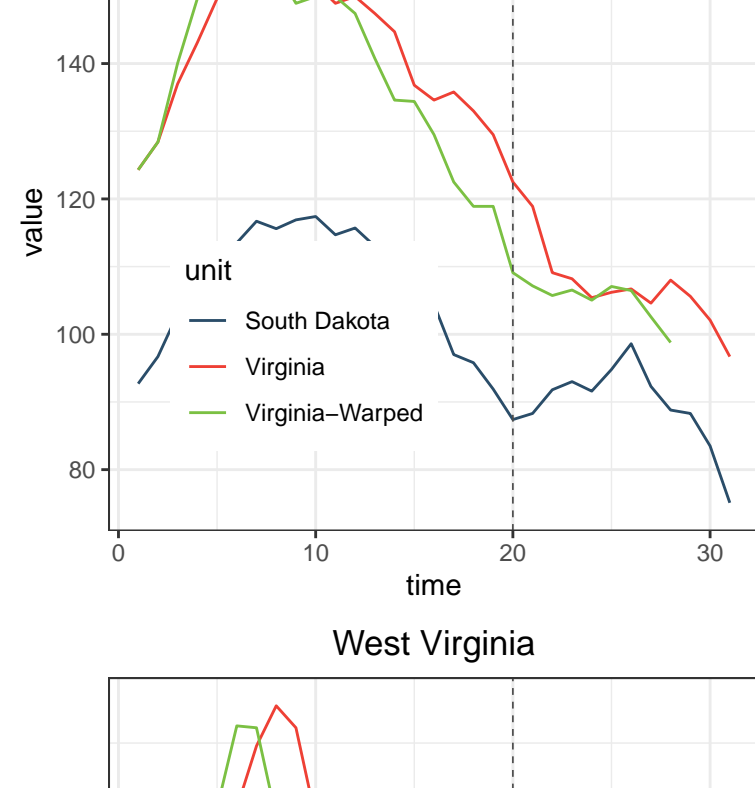 140
120
100
80
value
unit
South Dakota
Virginia
Virginia−Warped
0 10 20 30
time
West Virginia